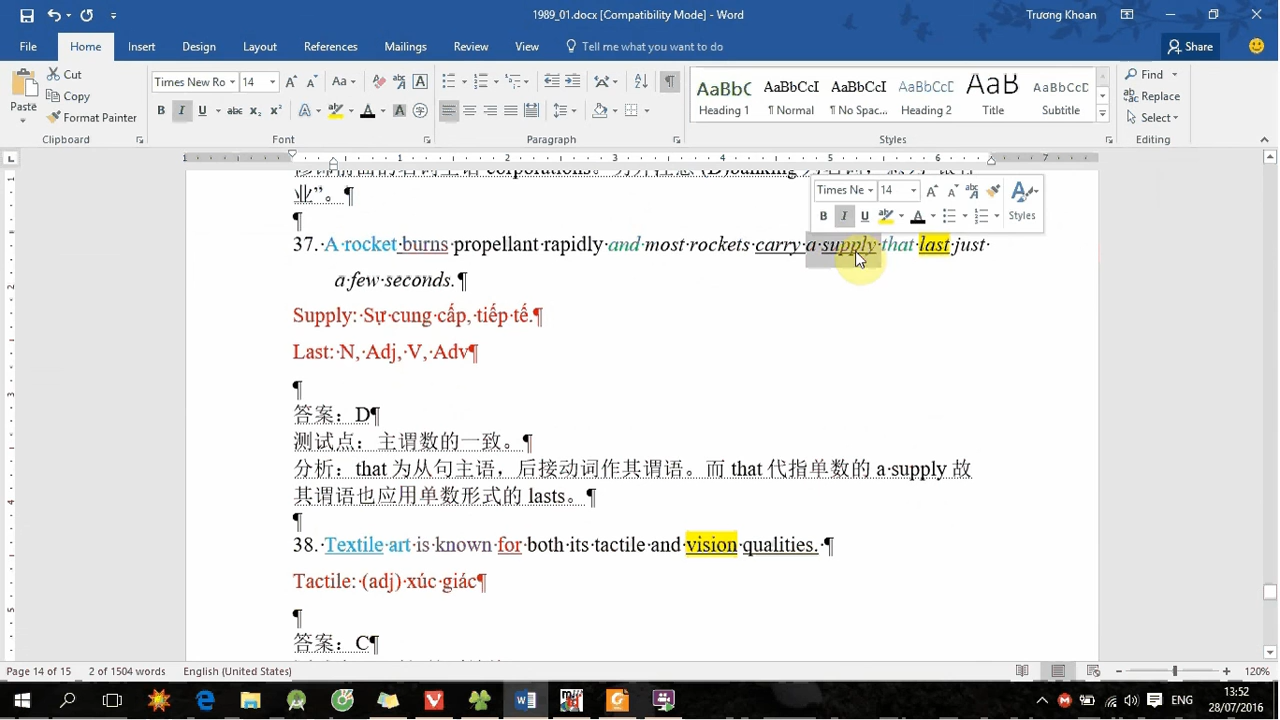 1989_01.docx [Compatibility Mode] - Word
Trương Khoan
File Home Insert Design Layout References Mailings Review View Tell me what you want to do Share
Cut
Copy
Format Painter
Paste
Times New Ro 14
Heading 1
¶ Normal
¶ No Spac...
Heading 2
Title
Subtitle
Find
Replace
Select
Clipboard Font Paragraph Styles Editing
Times Ne 14
Styles
业”。¶
¶
37. A rocket burns propellant rapidly and most rockets carry a supply that last just
a few seconds.¶
Supply: Sự cung cấp, tiếp tế.¶
Last: N, Adj, V, Adv¶
¶
答案：D¶
测试点：主谓数的一致。¶
分析：that 为从句主语，后接动词作其谓语。而 that 代指单数的 a supply 故
其谓语也应用单数形式的 lasts。¶
¶
38. Textile art is known for both its tactile and vision qualities. ¶
Tactile: (adj) xúc giác¶
¶
答案：C¶
Page 14 of 15 2 of 1504 words English (United States) 120%
ENG
13:52
28/07/2016